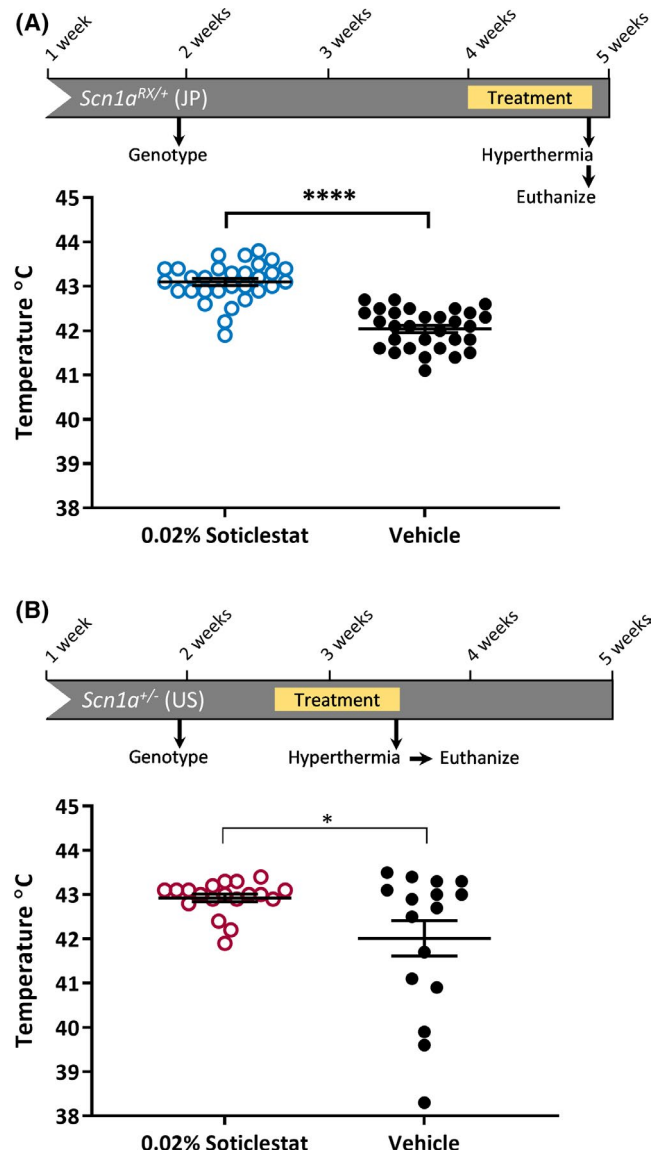 (A)
1 week
2 weeks
3 weeks
4 weeks
5 weeks
Scn1aRX/+ (JP)
Treatment
Genotype
Hyperthermia
Euthanize
****
Temperature °C
45
44
43
42
41
40
39
38
0.02% Soticlestat
Vehicle
(B)
1 week
2 weeks
3 weeks
4 weeks
5 weeks
Scn1a+/- (US)
Treatment
Genotype
Hyperthermia
Euthanize
*
Temperature °C
45
44
43
42
41
40
39
38
0.02% Soticlestat
Vehicle